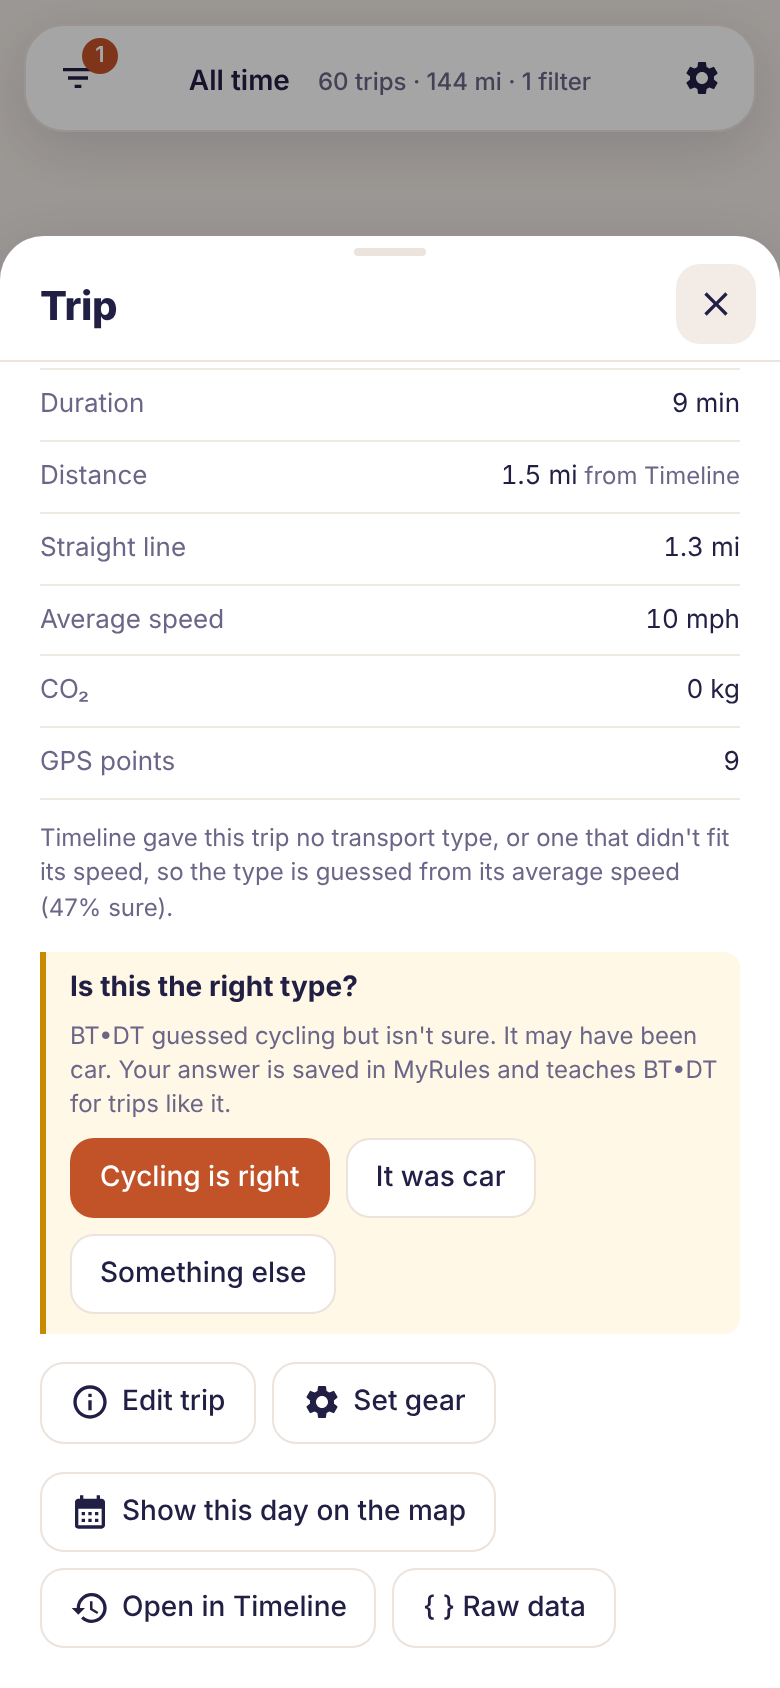 1
All time 60 trips · 144 mi · 1 filter
Trip
Duration 9 min
Distance 1.5 mi from Timeline
Straight line 1.3 mi
Average speed 10 mph
CO₂ 0 kg
GPS points 9
Timeline gave this trip no transport type, or one that didn't fit
its speed, so the type is guessed from its average speed
(47% sure).
Is this the right type?
BT•DT guessed cycling but isn't sure. It may have been
car. Your answer is saved in MyRules and teaches BT•DT
for trips like it.
Cycling is right It was car
Something else
Edit trip Set gear
Show this day on the map
Open in Timeline { } Raw data